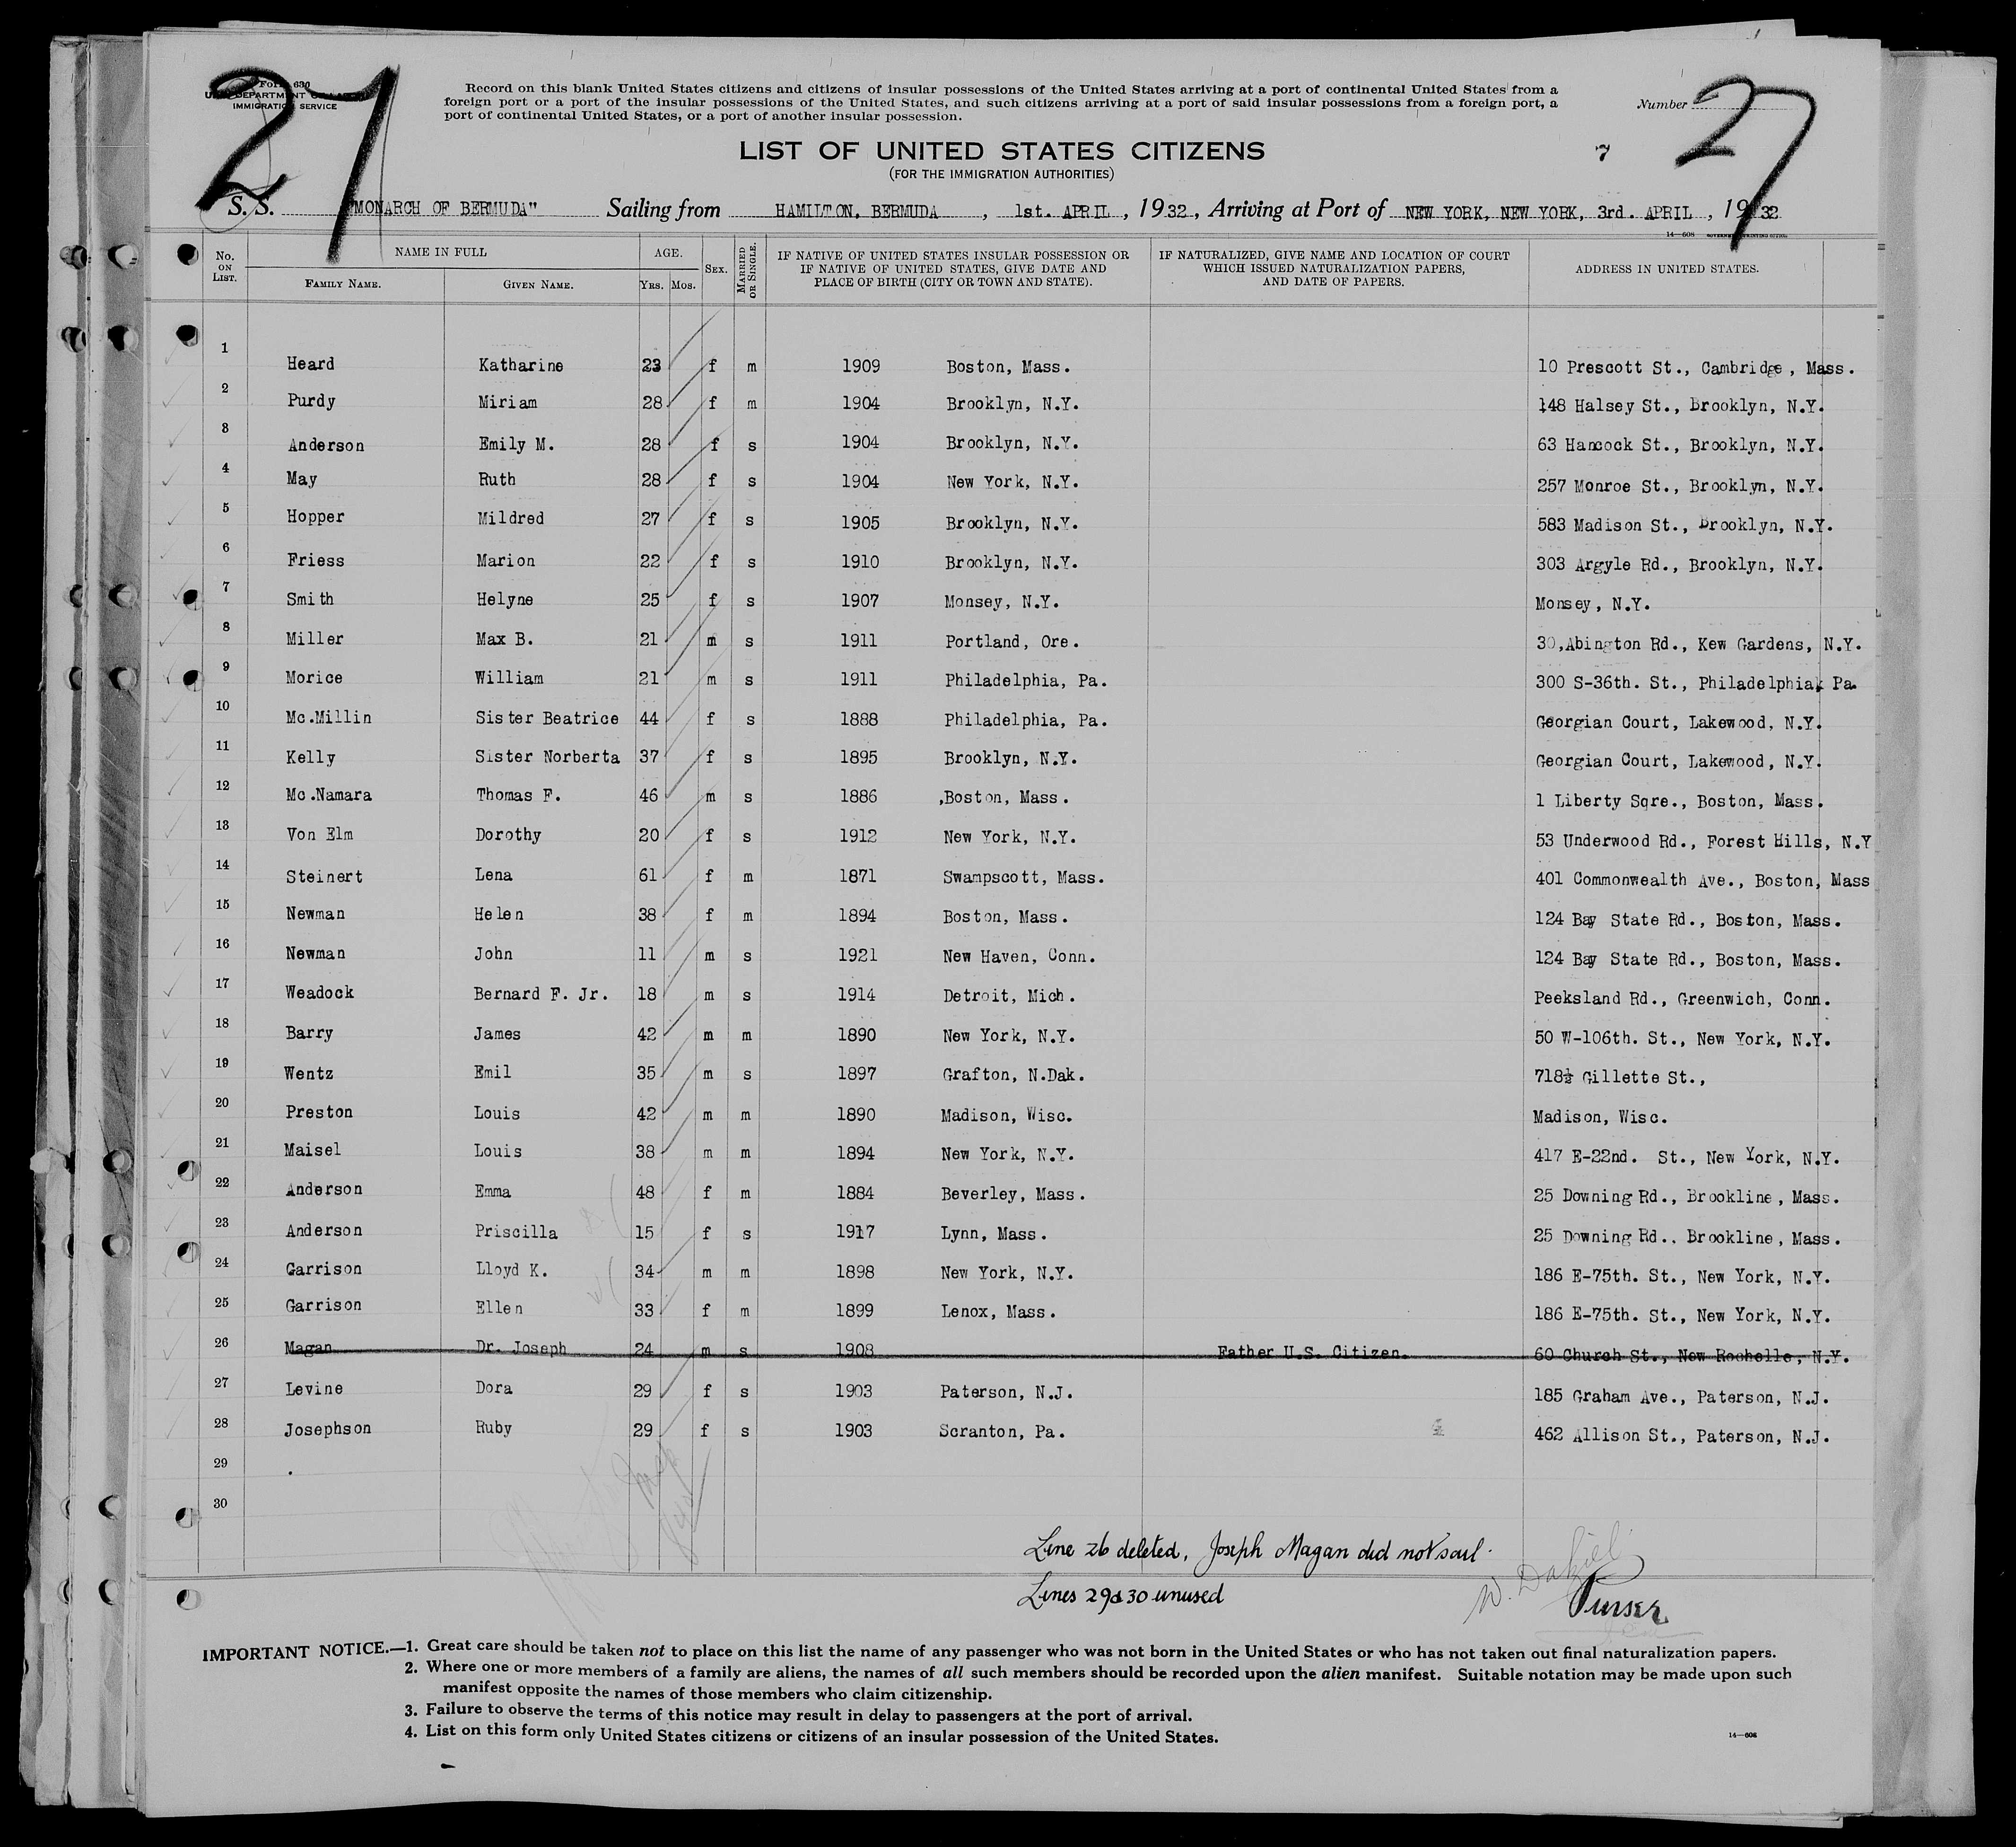 27
Form 630
U.S. DEPARTMENT OF LABOR
IMMIGRATION SERVICE
Record on this blank United States citizens and citizens of insular possessions of the United States arriving at a port of continental United States from a
foreign port or a port of the insular possessions of the United States, and such citizens arriving at a port of said insular possessions from a foreign port, a
port of continental United States, or a port of another insular possession.
Number 27
LIST OF UNITED STATES CITIZENS
(FOR THE IMMIGRATION AUTHORITIES)
7
S. S. "MONARCH OF BERMUDA" Sailing from HAMILTON, BERMUDA, 1st. APRIL, 1932, Arriving at Port of NEW YORK, NEW YORK, 3rd. APRIL, 1932
14—608 GOVERNMENT PRINTING OFFICE
No. ON LIST. NAME IN FULL FAMILY NAME. GIVEN NAME. AGE. YRS. MOS. SEX. MARRIED OR SINGLE. IF NATIVE OF UNITED STATES INSULAR POSSESSION OR IF NATIVE OF UNITED STATES, GIVE DATE AND PLACE OF BIRTH (CITY OR TOWN AND STATE). IF NATURALIZED, GIVE NAME AND LOCATION OF COURT WHICH ISSUED NATURALIZATION PAPERS, AND DATE OF PAPERS. ADDRESS IN UNITED STATES.
1 Heard Katharine 23 f m 1909 Boston, Mass. 10 Prescott St., Cambridge, Mass.
2 Purdy Miriam 28 f m 1904 Brooklyn, N.Y. 148 Halsey St., Brooklyn, N.Y.
3 Anderson Emily M. 28 f s 1904 Brooklyn, N.Y. 63 Hancock St., Brooklyn, N.Y.
4 May Ruth 28 f s 1904 New York, N.Y. 257 Monroe St., Brooklyn, N.Y.
5 Hopper Mildred 27 f s 1905 Brooklyn, N.Y. 583 Madison St., Brooklyn, N.Y.
6 Friess Marion 22 f s 1910 Brooklyn, N.Y. 303 Argyle Rd., Brooklyn, N.Y.
7 Smith Helyne 25 f s 1907 Monsey, N.Y. Monsey, N.Y.
8 Miller Max B. 21 m s 1911 Portland, Ore. 30,Abington Rd., Kew Gardens, N.Y.
9 Morice William 21 m s 1911 Philadelphia, Pa. 300 S-36th. St., Philadelphia, Pa.
10 Mc.Millin Sister Beatrice 44 f s 1888 Philadelphia, Pa. Georgian Court, Lakewood, N.Y.
11 Kelly Sister Norberta 37 f s 1895 Brooklyn, N.Y. Georgian Court, Lakewood, N.Y.
12 Mc.Namara Thomas F. 46 m s 1886 ,Boston, Mass. 1 Liberty Sqre., Boston, Mass.
13 Von Elm Dorothy 20 f s 1912 New York, N.Y. 53 Underwood Rd., Forest Hills, N.Y
14 Steinert Lena 61 f m 1871 Swampscott, Mass. 401 Commonwealth Ave., Boston, Mass
15 Newman Helen 38 f m 1894 Boston, Mass. 124 Bay State Rd., Boston, Mass.
16 Newman John 11 m s 1921 New Haven, Conn. 124 Bay State Rd., Boston, Mass.
17 Weadock Bernard F. Jr. 18 m s 1914 Detroit, Mich. Peeksland Rd., Greenwich, Conn.
18 Barry James 42 m m 1890 New York, N.Y. 50 W-106th. St., New York, N.Y.
19 Wentz Emil 35 m s 1897 Grafton, N.Dak. 718½ Gillette St.,
20 Preston Louis 42 m m 1890 Madison, Wisc. Madison, Wisc.
21 Maisel Louis 38 m m 1894 New York, N.Y. 417 E-22nd. St., New York, N.Y.
22 Anderson Emma 48 f m 1884 Beverley, Mass. 25 Downing Rd., Brookline, Mass.
23 Anderson Priscilla 15 f s 1917 Lynn, Mass. 25 Downing Rd.. Brookline, Mass.
24 Garrison Lloyd K. 34 m m 1898 New York, N.Y. 186 E-75th. St., New York, N.Y.
25 Garrison Ellen 33 f m 1899 Lenox, Mass. 186 E-75th. St., New York, N.Y.
26 Magan Dr. Joseph 24 m s 1908 Father U.S. Citizen. 60 Church St., New Rochelle, N.Y.
27 Levine Dora 29 f s 1903 Paterson, N.J. 185 Graham Ave., Paterson, N.J.
28 Josephson Ruby 29 f s 1903 Scranton, Pa. 462 Allison St., Paterson, N.J.
29
30
Line 26 deleted, Joseph Magan did not sail.
Lines 29 & 30 unused
Purser
IMPORTANT NOTICE.—1. Great care should be taken not to place on this list the name of any passenger who was not born in the United States or who has not taken out final naturalization papers.
2. Where one or more members of a family are aliens, the names of all such members should be recorded upon the alien manifest. Suitable notation may be made upon such
manifest opposite the names of those members who claim citizenship.
3. Failure to observe the terms of this notice may result in delay to passengers at the port of arrival.
4. List on this form only United States citizens or citizens of an insular possession of the United States.
14—608